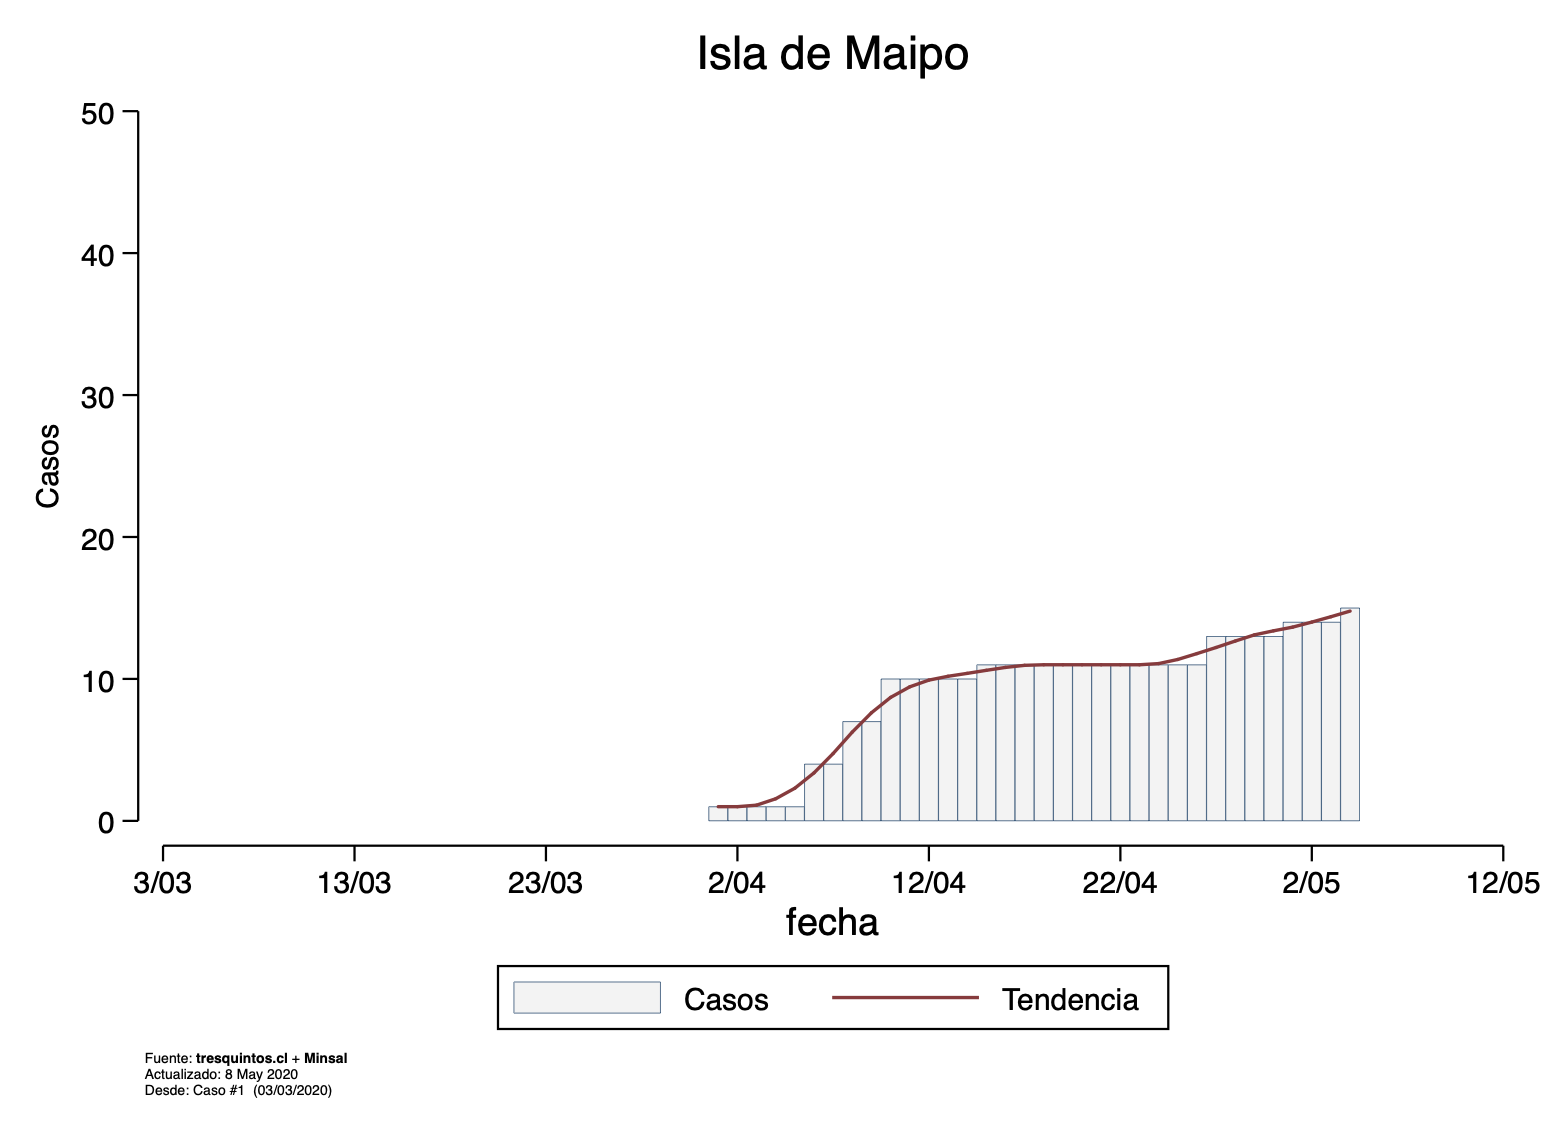 Isla de Maipo
50
40
30
20
10
0
Casos
3/03 13/03 23/03 2/04 12/04 22/04 2/05 12/05
fecha
Casos Tendencia
Fuente: tresquintos.cl + Minsal
Actualizado: 8 May 2020
Desde: Caso #1 (03/03/2020)